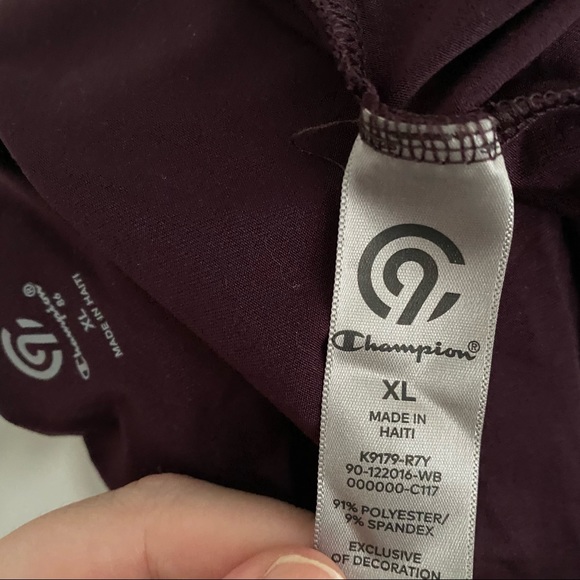 Champion®
XL
MADE IN
HAITI
K9179-R7Y
90-122016-WB
000000-C117
91% POLYESTER/
9% SPANDEX
EXCLUSIVE
OF DECORATION
Champion®
XL 86
MADE IN HAITI